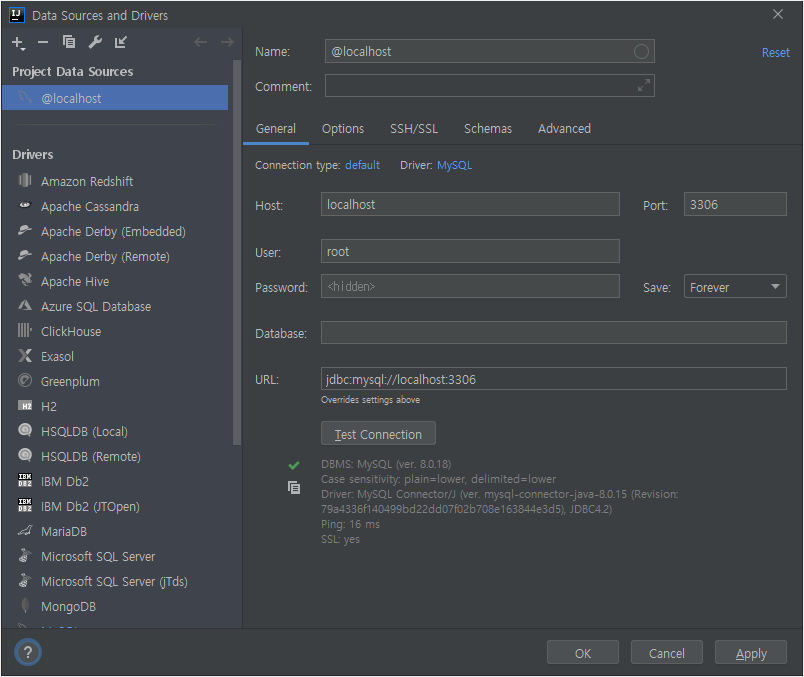 Data Sources and Drivers
Project Data Sources
@localhost
Drivers
Amazon Redshift
Apache Cassandra
Apache Derby (Embedded)
Apache Derby (Remote)
Apache Hive
Azure SQL Database
ClickHouse
Exasol
Greenplum
H2
HSQLDB (Local)
HSQLDB (Remote)
IBM Db2
IBM Db2 (JTOpen)
MariaDB
Microsoft SQL Server
Microsoft SQL Server (jTds)
MongoDB
Name: @localhost
Reset
Comment:
General Options SSH/SSL Schemas Advanced
Connection type: default Driver: MySQL
Host: localhost Port: 3306
User: root
Password: <hidden> Save: Forever
Database:
URL: jdbc:mysql://localhost:3306
Overrides settings above
Test Connection
DBMS: MySQL (ver. 8.0.18)
Case sensitivity: plain=lower, delimited=lower
Driver: MySQL Connector/J (ver. mysql-connector-java-8.0.15 (Revision:
79a4336f140499bd22dd07f02b708e163844e3d5), JDBC4.2)
Ping: 16 ms
SSL: yes
? OK Cancel Apply